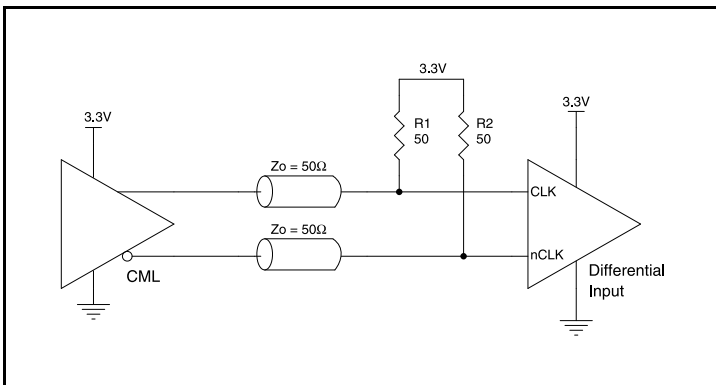 3.3V
3.3V
3.3V
R1
50
R2
50
Zo = 50Ω
CLK
Zo = 50Ω
nCLK
CML
Differential
Input